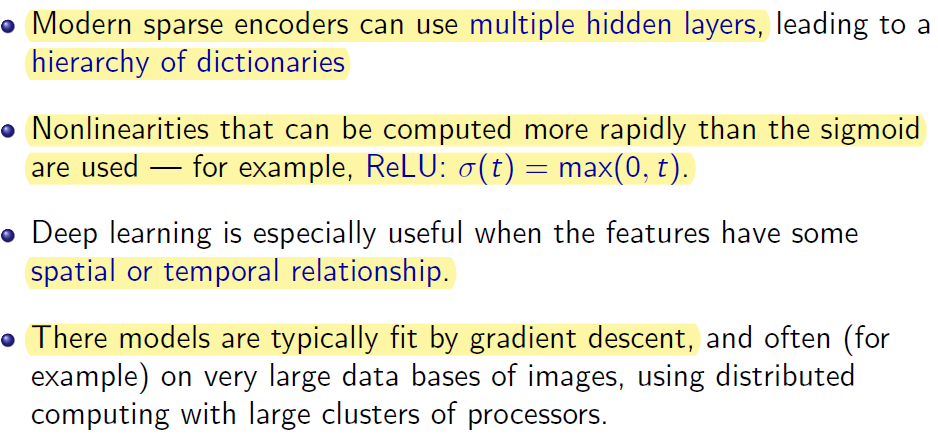 Modern sparse encoders can use multiple hidden layers, leading to a
hierarchy of dictionaries
Nonlinearities that can be computed more rapidly than the sigmoid
are used — for example, ReLU: σ(t) = max(0, t).
Deep learning is especially useful when the features have some
spatial or temporal relationship.
There models are typically fit by gradient descent, and often (for
example) on very large data bases of images, using distributed
computing with large clusters of processors.